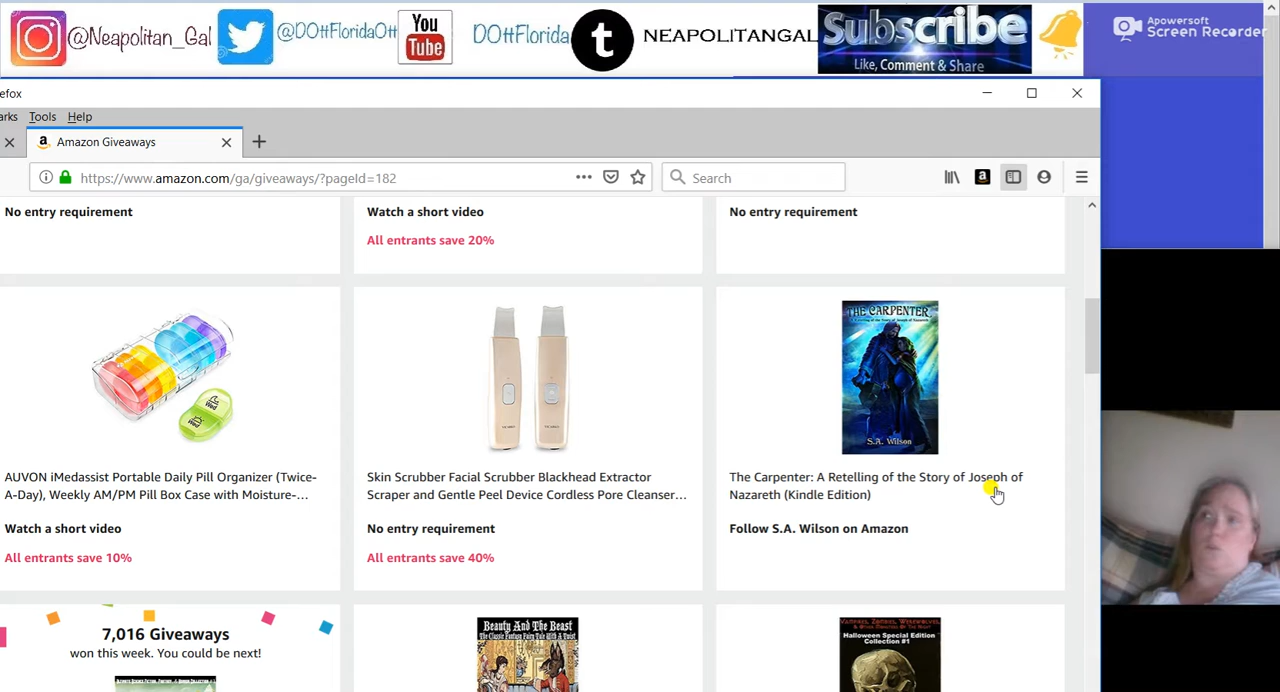 @Neapolitan_Gal
@DOttFloridaOtt
You
Tube
DOttFlorida
t
NEAPOLITANGAL
Subscribe
Like, Comment & Share
Apowersoft
Screen Recorder
efox
arks Tools Help
Amazon Giveaways
https://www.amazon.com/ga/giveaways/?pageId=182
Search
No entry requirement
Watch a short video
No entry requirement
All entrants save 20%
THE CARPENTER
S.A. Wilson
AUVON iMedassist Portable Daily Pill Organizer (Twice-
A-Day), Weekly AM/PM Pill Box Case with Moisture-...
Watch a short video
All entrants save 10%
Skin Scrubber Facial Scrubber Blackhead Extractor
Scraper and Gentle Peel Device Cordless Pore Cleanser...
No entry requirement
All entrants save 40%
The Carpenter: A Retelling of the Story of Joseph of
Nazareth (Kindle Edition)
Follow S.A. Wilson on Amazon
7,016 Giveaways
won this week. You could be next!
Beauty And The Beast
The Classic Fantasy Fairy Tale With A Twist
Vampires, Zombies, Werewolves,
Halloween Special Edition
Collection #1